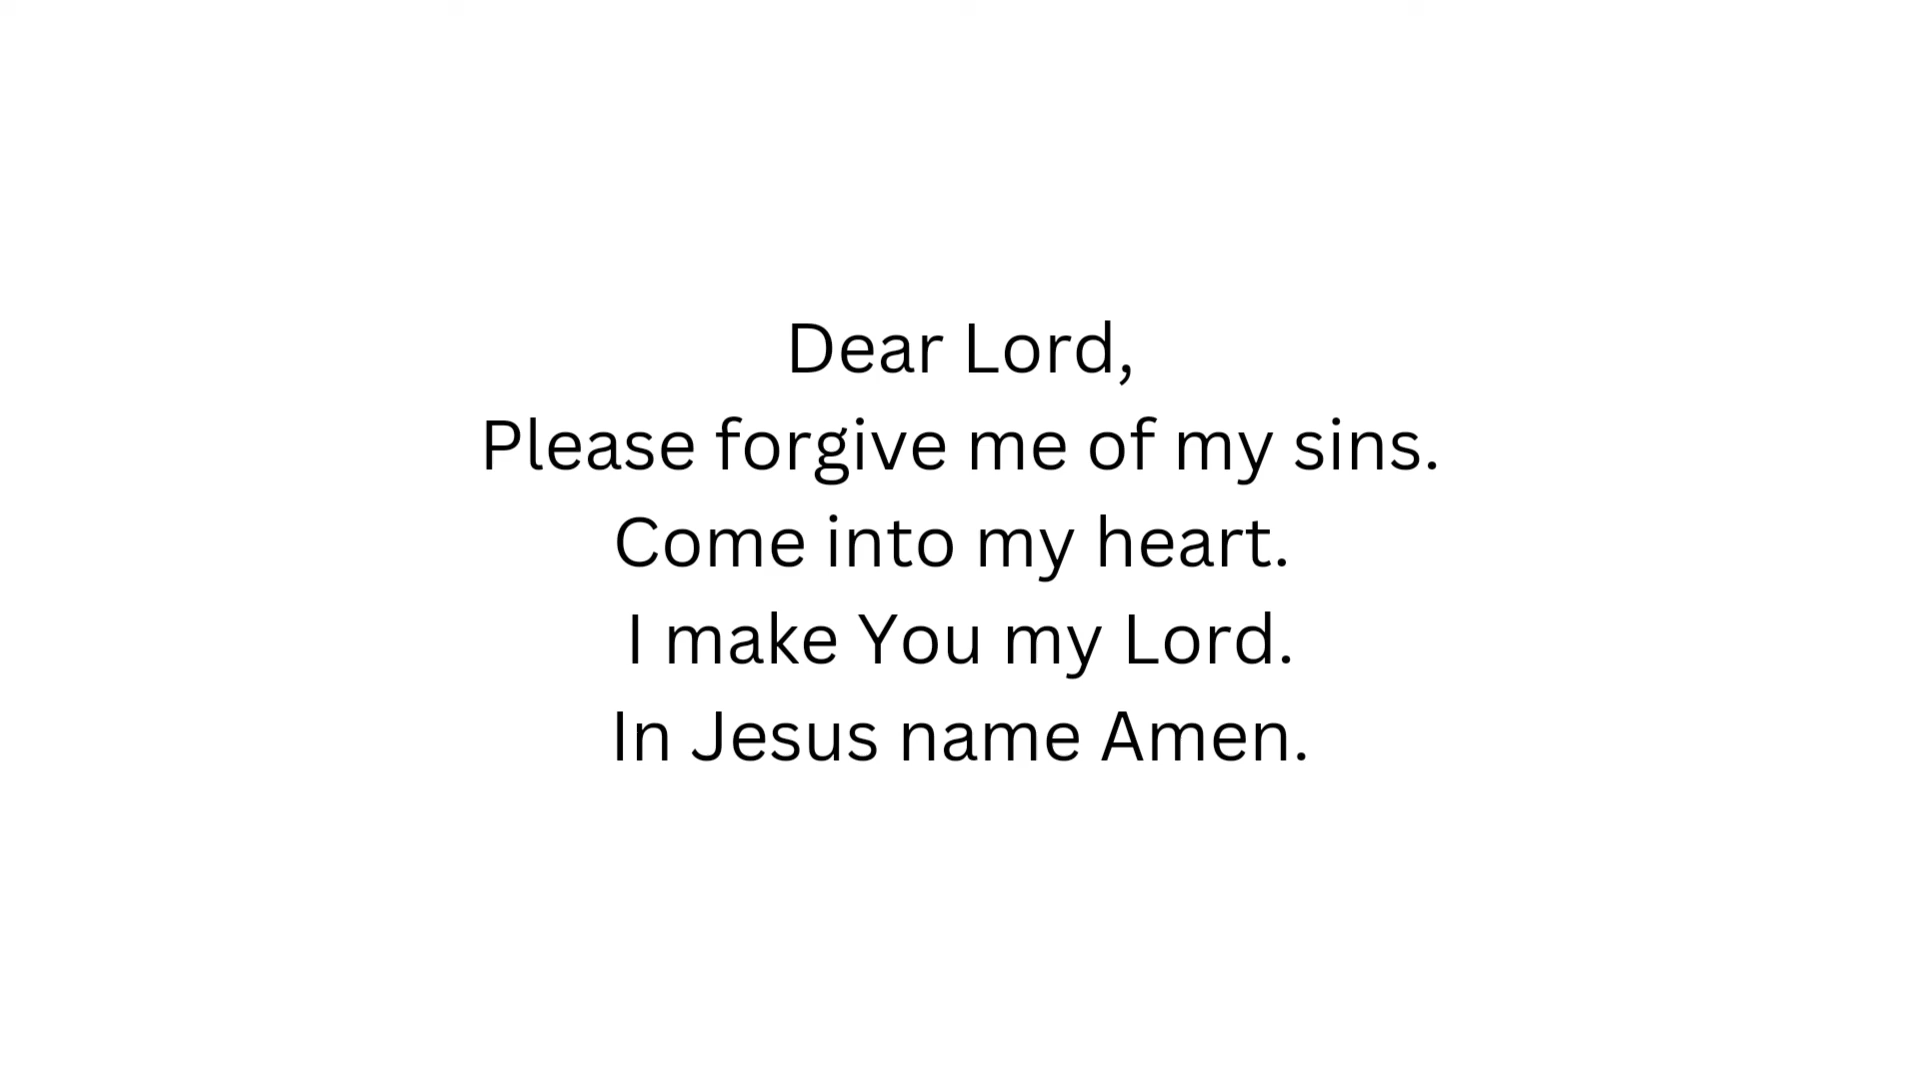 Dear Lord,
Please forgive me of my sins.
Come into my heart.
I make You my Lord.
In Jesus name Amen.